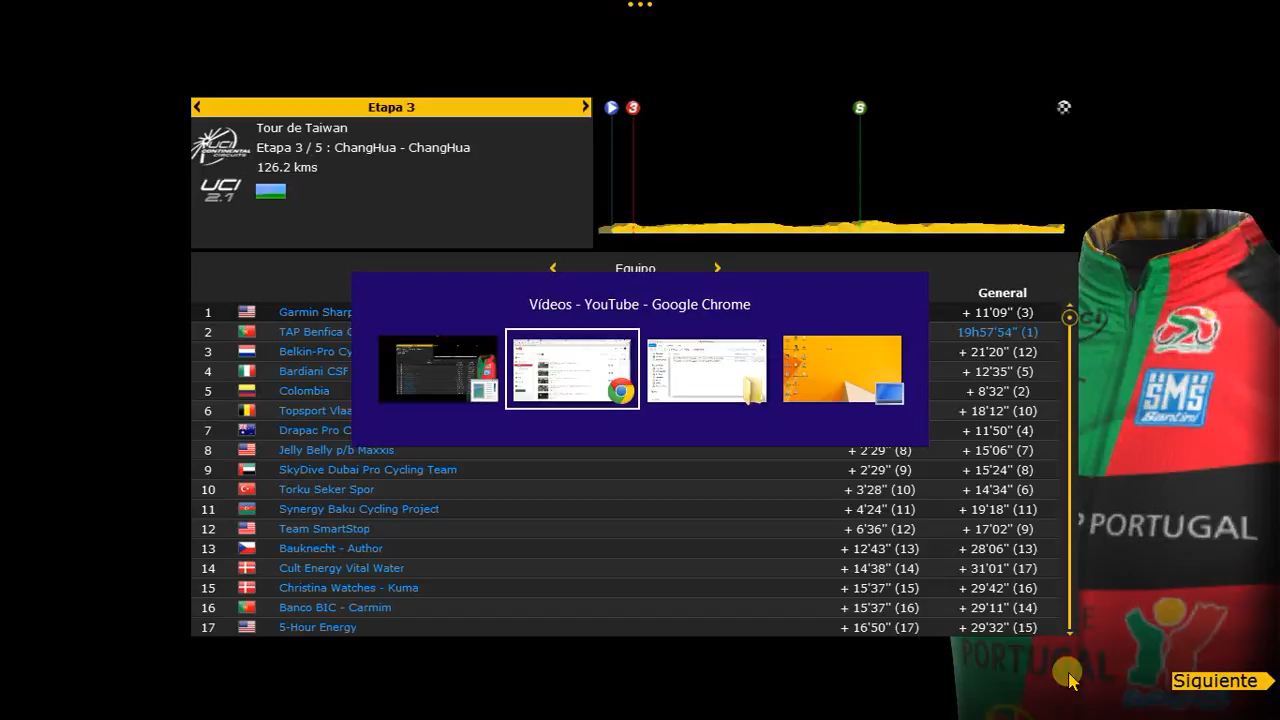 Etapa 3
Tour de Taiwan
Etapa 3 / 5 : ChangHua - ChangHua
126.2 kms
UCI CONTINENTAL CIRCUITS
UCI 2.1
3
S
Equipo
General
Vídeos - YouTube - Google Chrome
1 Garmin Sharp + 11'09" (3)
2 TAP Benfica 19h57'54" (1)
3 Belkin-Pro Cy + 21'20" (12)
4 Bardiani CSF + 12'35" (5)
5 Colombia + 8'32" (2)
6 Topsport Vlaa + 18'12" (10)
7 Drapac Pro C + 11'50" (4)
8 Jelly Belly p/b Maxxis + 2'29" (8) + 15'06" (7)
9 SkyDive Dubai Pro Cycling Team + 2'29" (9) + 15'24" (8)
10 Torku Seker Spor + 3'28" (10) + 14'34" (6)
11 Synergy Baku Cycling Project + 4'24" (11) + 19'18" (11)
12 Team SmartStop + 6'36" (12) + 17'02" (9)
13 Bauknecht - Author + 12'43" (13) + 28'06" (13)
14 Cult Energy Vital Water + 14'38" (14) + 31'01" (17)
15 Christina Watches - Kuma + 15'37" (15) + 29'42" (16)
16 Banco BIC - Carmim + 15'37" (16) + 29'11" (14)
17 5-Hour Energy + 16'50" (17) + 29'32" (15)
SMS
Santini
P PORTUGAL
PORTUGAL
Siguiente